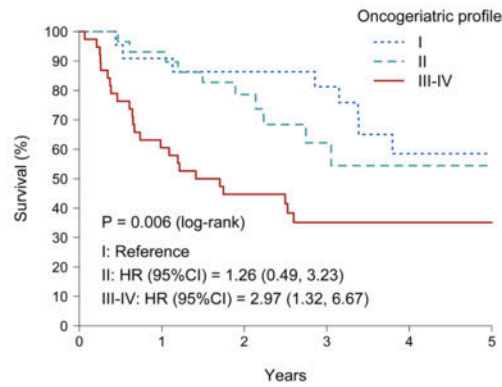 Oncogeriatric profile
I
II
III-IV
100
90
80
70
60
50
40
30
20
10
0
Survival (%)
P = 0.006 (log-rank)
I: Reference
II: HR (95%CI) = 1.26 (0.49, 3.23)
III-IV: HR (95%CI) = 2.97 (1.32, 6.67)
0 1 2 3 4 5
Years